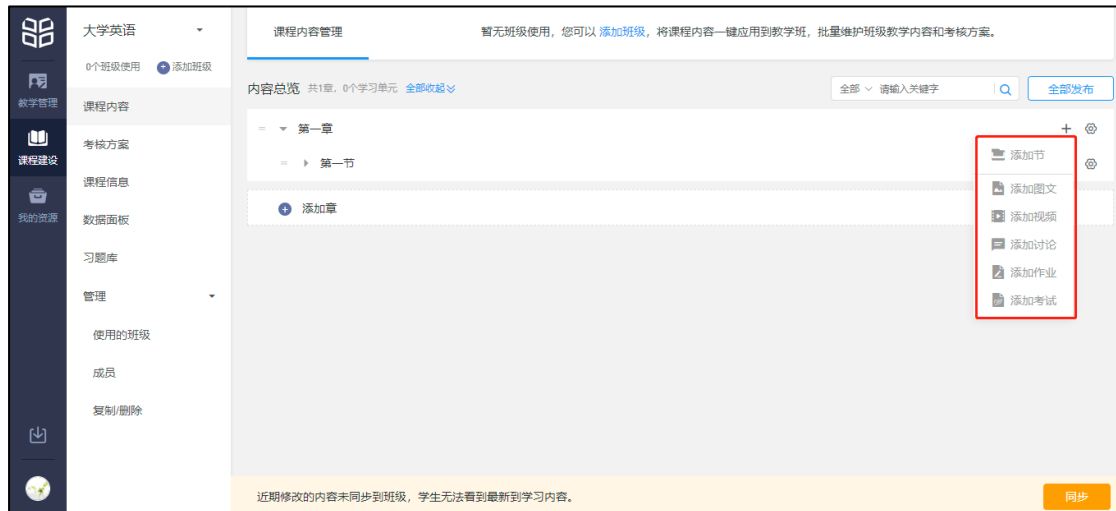 教学管理
课程建设
我的资源
大学英语
0个班级使用 添加班级
课程内容
考核方案
课程信息
数据面板
习题库
管理
使用的班级
成员
复制/删除
课程内容管理
暂无班级使用，您可以 添加班级，将课程内容一键应用到教学班，批量维护班级教学内容和考核方案。
内容总览 共1章，0个学习单元 全部收起
全部 请输入关键字
全部发布
第一章
第一节
添加章
添加节
添加图文
添加视频
添加讨论
添加作业
添加考试
近期修改的内容未同步到班级，学生无法看到最新到学习内容。
同步